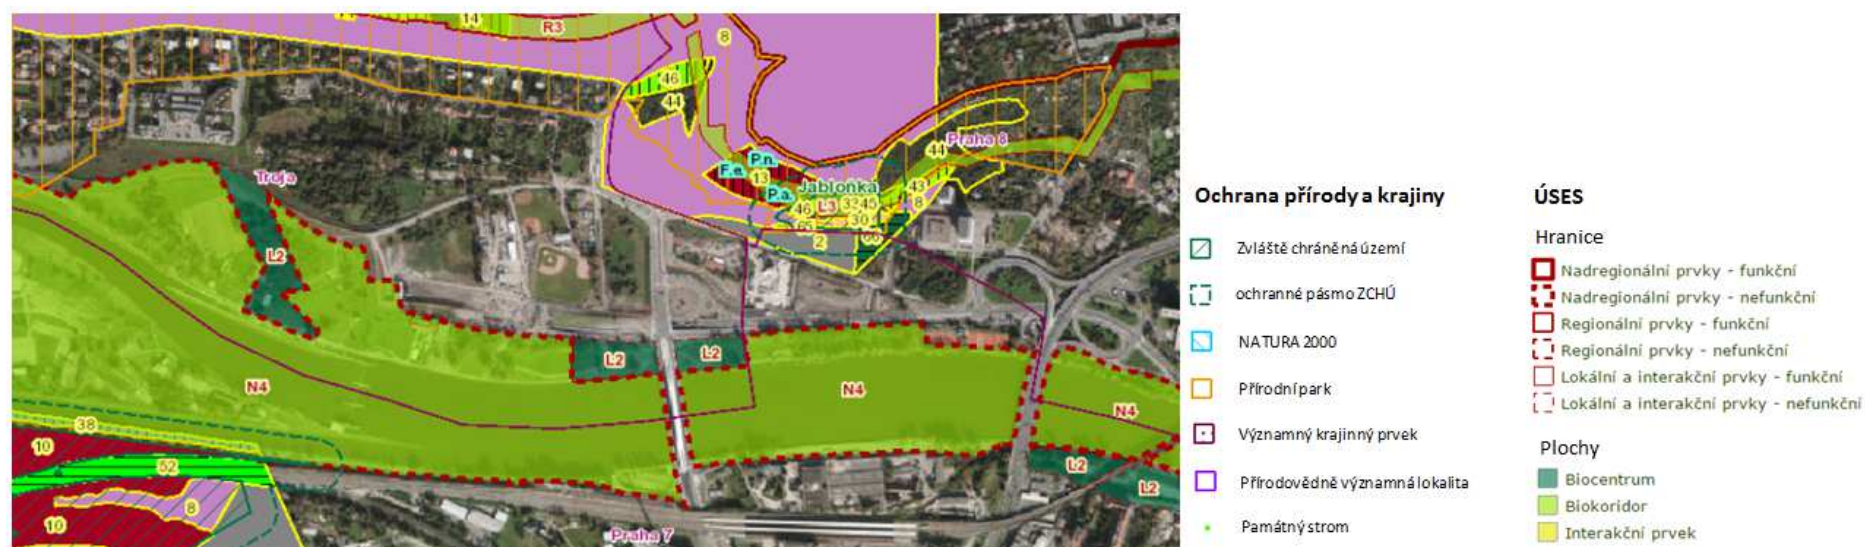 14
R3
8
46
44
Praha 8
44
P.n.
F.e.
13
P.a.
Jabloňka
43
8
46
L3
33
45
30
2
Troja
L2
L2
L2
N4
N4
N4
38
10
52
8
10
L2
L2
Praha 7
Ochrana přírody a krajiny
Zvláště chráněná území
ochranné pásmo ZCHÚ
NATURA 2000
Přírodní park
Významný krajinný prvek
Přírodovědně významná lokalita
Památný strom
ÚSES
Hranice
Nadregionální prvky - funkční
Nadregionální prvky - nefunkční
Regionální prvky - funkční
Regionální prvky - nefunkční
Lokální a interakční prvky - funkční
Lokální a interakční prvky - nefunkční
Plochy
Biocentrum
Biokoridor
Interakční prvek